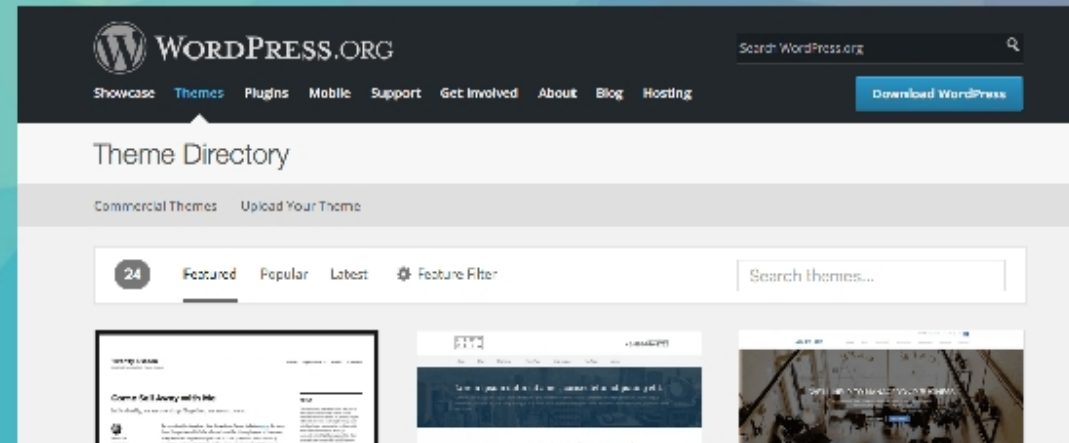 WORDPRESS.ORG
Search WordPress.org
Showcase Themes Plugins Mobile Support Get Involved About Blog Hosting
Download WordPress
Theme Directory
Commercial Themes Upload Your Theme
24 Featured Popular Latest Feature Filter
Search themes...
Come Sail Away with Me